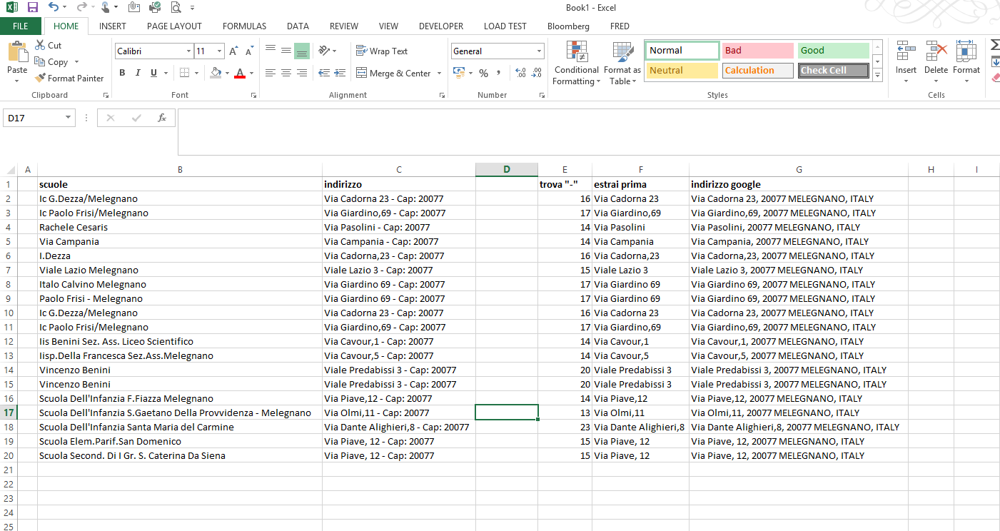 Book1 - Excel
FILE HOME INSERT PAGE LAYOUT FORMULAS DATA REVIEW VIEW DEVELOPER LOAD TEST Bloomberg FRED
Paste
Cut
Copy
Format Painter
Calibri 11
B I U
Wrap Text
Merge & Center
General
Conditional Formatting
Format as Table
Normal Bad Good
Neutral Calculation Check Cell
Insert Delete Format
Clipboard Font Alignment Number Styles Cells
D17
A B C D E F G H I
1 scuole indirizzo trova "-" estrai prima indirizzo google
2 Ic G.Dezza/Melegnano Via Cadorna 23 - Cap: 20077 16 Via Cadorna 23 Via Cadorna 23, 20077 MELEGNANO, ITALY
3 Ic Paolo Frisi/Melegnano Via Giardino,69 - Cap: 20077 17 Via Giardino,69 Via Giardino,69, 20077 MELEGNANO, ITALY
4 Rachele Cesaris Via Pasolini - Cap: 20077 14 Via Pasolini Via Pasolini, 20077 MELEGNANO, ITALY
5 Via Campania Via Campania - Cap: 20077 14 Via Campania Via Campania, 20077 MELEGNANO, ITALY
6 I.Dezza Via Cadorna,23 - Cap: 20077 16 Via Cadorna,23 Via Cadorna,23, 20077 MELEGNANO, ITALY
7 Viale Lazio Melegnano Viale Lazio 3 - Cap: 20077 15 Viale Lazio 3 Viale Lazio 3, 20077 MELEGNANO, ITALY
8 Italo Calvino Melegnano Via Giardino 69 - Cap: 20077 17 Via Giardino 69 Via Giardino 69, 20077 MELEGNANO, ITALY
9 Paolo Frisi - Melegnano Via Giardino 69 - Cap: 20077 17 Via Giardino 69 Via Giardino 69, 20077 MELEGNANO, ITALY
10 Ic G.Dezza/Melegnano Via Cadorna 23 - Cap: 20077 16 Via Cadorna 23 Via Cadorna 23, 20077 MELEGNANO, ITALY
11 Ic Paolo Frisi/Melegnano Via Giardino,69 - Cap: 20077 17 Via Giardino,69 Via Giardino,69, 20077 MELEGNANO, ITALY
12 Iis Benini Sez. Ass. Liceo Scientifico Via Cavour,1 - Cap: 20077 14 Via Cavour,1 Via Cavour,1, 20077 MELEGNANO, ITALY
13 Iisp.Della Francesca Sez.Ass.Melegnano Via Cavour,5 - Cap: 20077 14 Via Cavour,5 Via Cavour,5, 20077 MELEGNANO, ITALY
14 Vincenzo Benini Viale Predabissi 3 - Cap: 20077 20 Viale Predabissi 3 Viale Predabissi 3, 20077 MELEGNANO, ITALY
15 Vincenzo Benini Viale Predabissi 3 - Cap: 20077 20 Viale Predabissi 3 Viale Predabissi 3, 20077 MELEGNANO, ITALY
16 Scuola Dell'Infanzia F.Fiazza Melegnano Via Piave,12 - Cap: 20077 14 Via Piave,12 Via Piave,12, 20077 MELEGNANO, ITALY
17 Scuola Dell'Infanzia S.Gaetano Della Provvidenza - Melegnano Via Olmi,11 - Cap: 20077 13 Via Olmi,11 Via Olmi,11, 20077 MELEGNANO, ITALY
18 Scuola Dell'Infanzia Santa Maria del Carmine Via Dante Alighieri,8 - Cap: 20077 23 Via Dante Alighieri,8 Via Dante Alighieri,8, 20077 MELEGNANO, ITALY
19 Scuola Elem.Parif.San Domenico Via Piave, 12 - Cap: 20077 15 Via Piave, 12 Via Piave, 12, 20077 MELEGNANO, ITALY
20 Scuola Second. Di I Gr. S. Caterina Da Siena Via Piave, 12 - Cap: 20077 15 Via Piave, 12 Via Piave, 12, 20077 MELEGNANO, ITALY
21
22
23
24
25